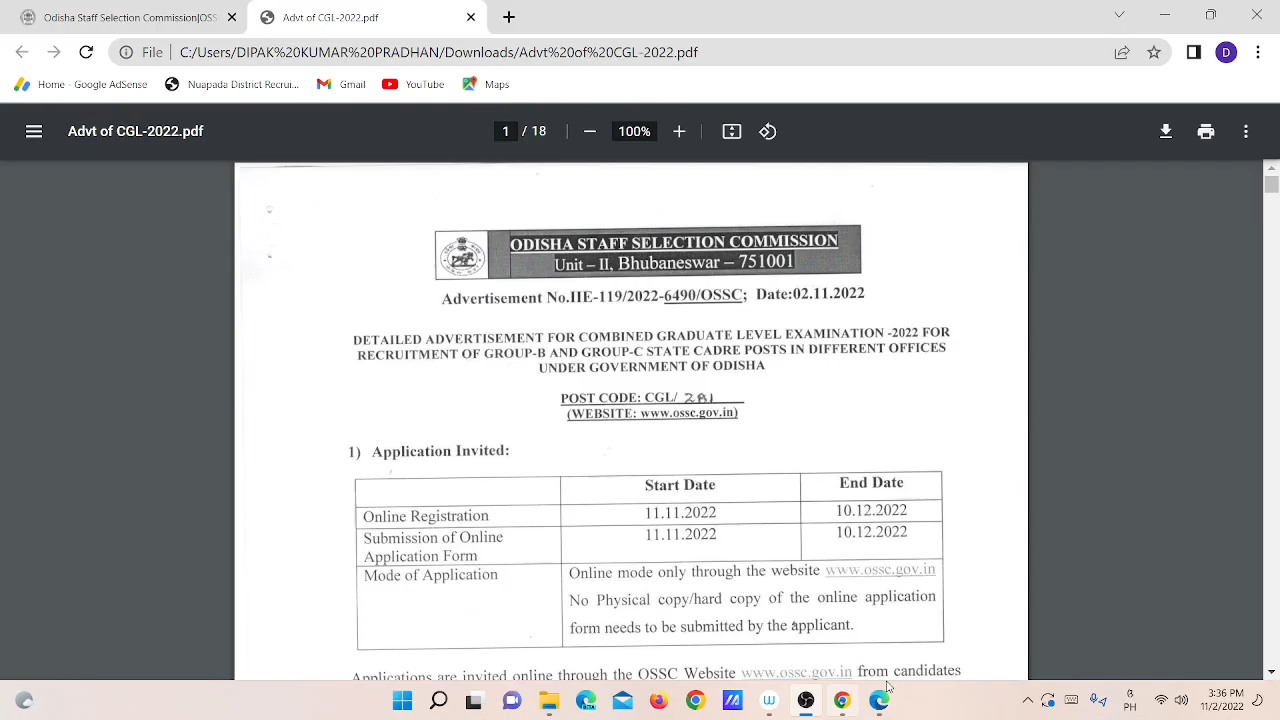 Odisha Staff Selection Commission|OSS
Advt of CGL-2022.pdf
File
C:/Users/DIPAK%20KUMAR%20PRADHAN/Downloads/Advt%20of%20CGL-2022.pdf
D
Home - Google AdSense
Nuapada District Recrui...
Gmail
YouTube
Maps
Advt of CGL-2022.pdf
1 / 18
100%
ODISHA STAFF SELECTION COMMISSION
Unit – II, Bhubaneswar – 751001
Advertisement No.IIE-119/2022-6490/OSSC; Date:02.11.2022
DETAILED ADVERTISEMENT FOR COMBINED GRADUATE LEVEL EXAMINATION -2022 FOR
RECRUITMENT OF GROUP-B AND GROUP-C STATE CADRE POSTS IN DIFFERENT OFFICES
UNDER GOVERNMENT OF ODISHA
POST CODE: CGL/
(WEBSITE: www.ossc.gov.in)
1) Application Invited:
Start Date
End Date
Online Registration
11.11.2022
10.12.2022
Submission of Online
Application Form
11.11.2022
10.12.2022
Mode of Application
Online mode only through the website www.ossc.gov.in
No Physical copy/hard copy of the online application
form needs to be submitted by the applicant.
Applications are invited online through the OSSC Website www.ossc.gov.in from candidates
3:36 PM
11/2/2022